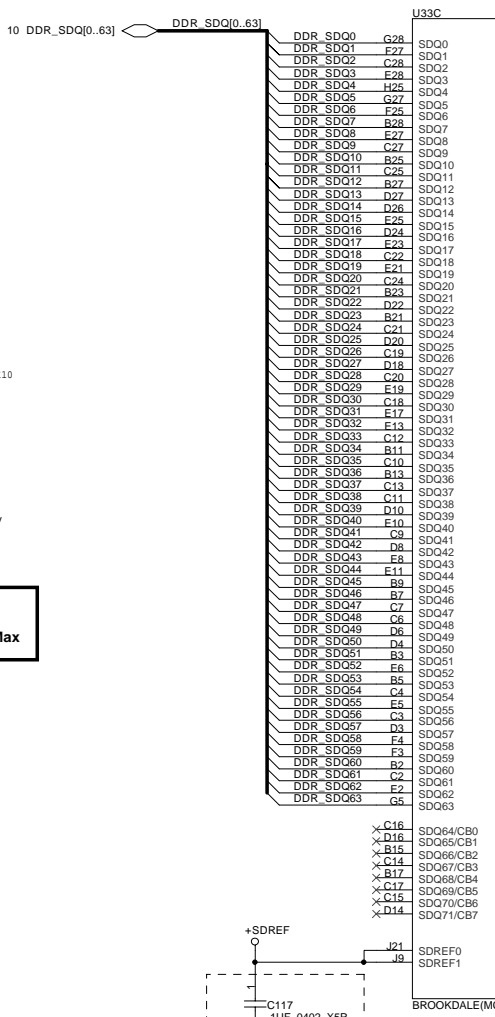 U33C
10 DDR_SDQ[0..63] DDR_SDQ[0..63]
DDR_SDQ0 G28 SDQ0
DDR_SDQ1 F27 SDQ1
DDR_SDQ2 C28 SDQ2
DDR_SDQ3 E28 SDQ3
DDR_SDQ4 H25 SDQ4
DDR_SDQ5 G27 SDQ5
DDR_SDQ6 F25 SDQ6
DDR_SDQ7 B28 SDQ7
DDR_SDQ8 E27 SDQ8
DDR_SDQ9 C27 SDQ9
DDR_SDQ10 B25 SDQ10
DDR_SDQ11 C25 SDQ11
DDR_SDQ12 B27 SDQ12
DDR_SDQ13 D27 SDQ13
DDR_SDQ14 D26 SDQ14
DDR_SDQ15 E25 SDQ15
DDR_SDQ16 D24 SDQ16
DDR_SDQ17 E23 SDQ17
DDR_SDQ18 C22 SDQ18
DDR_SDQ19 E21 SDQ19
DDR_SDQ20 C24 SDQ20
DDR_SDQ21 B23 SDQ21
DDR_SDQ22 D22 SDQ22
DDR_SDQ23 B21 SDQ23
DDR_SDQ24 C21 SDQ24
DDR_SDQ25 D20 SDQ25
DDR_SDQ26 C19 SDQ26
DDR_SDQ27 D18 SDQ27
DDR_SDQ28 C20 SDQ28
DDR_SDQ29 E19 SDQ29
DDR_SDQ30 C18 SDQ30
DDR_SDQ31 E17 SDQ31
DDR_SDQ32 E13 SDQ32
DDR_SDQ33 C12 SDQ33
DDR_SDQ34 B11 SDQ34
DDR_SDQ35 C10 SDQ35
DDR_SDQ36 B13 SDQ36
DDR_SDQ37 C13 SDQ37
DDR_SDQ38 C11 SDQ38
DDR_SDQ39 D10 SDQ39
DDR_SDQ40 E10 SDQ40
DDR_SDQ41 C9 SDQ41
DDR_SDQ42 D8 SDQ42
DDR_SDQ43 E8 SDQ43
DDR_SDQ44 E11 SDQ44
DDR_SDQ45 B9 SDQ45
DDR_SDQ46 B7 SDQ46
DDR_SDQ47 C7 SDQ47
DDR_SDQ48 C6 SDQ48
DDR_SDQ49 D6 SDQ49
DDR_SDQ50 D4 SDQ50
DDR_SDQ51 B3 SDQ51
DDR_SDQ52 E6 SDQ52
DDR_SDQ53 B5 SDQ53
DDR_SDQ54 C4 SDQ54
DDR_SDQ55 E5 SDQ55
DDR_SDQ56 C3 SDQ56
DDR_SDQ57 D3 SDQ57
DDR_SDQ58 F4 SDQ58
DDR_SDQ59 F3 SDQ59
DDR_SDQ60 B2 SDQ60
DDR_SDQ61 C2 SDQ61
DDR_SDQ62 E2 SDQ62
DDR_SDQ63 G5 SDQ63
C16 SDQ64/CB0
D16 SDQ65/CB1
B15 SDQ66/CB2
C14 SDQ67/CB3
B17 SDQ68/CB4
C17 SDQ69/CB5
C15 SDQ70/CB6
D14 SDQ71/CB7
+SDREF
J21 SDREF0
J9 SDREF1
1
C117
BROOKDALE(MC
.1UF_0402_X5R
10
Max